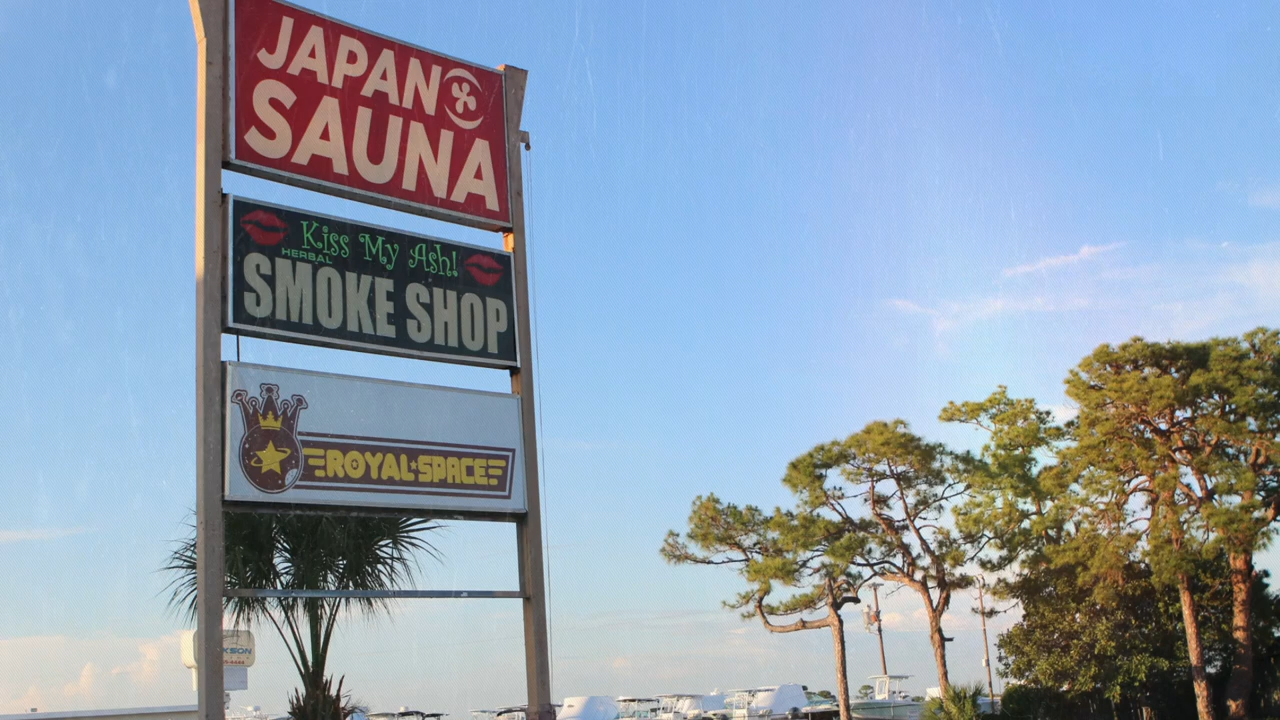 JAPAN
SAUNA
Kiss My Ash!
HERBAL
SMOKE SHOP
ROYAL SPACE